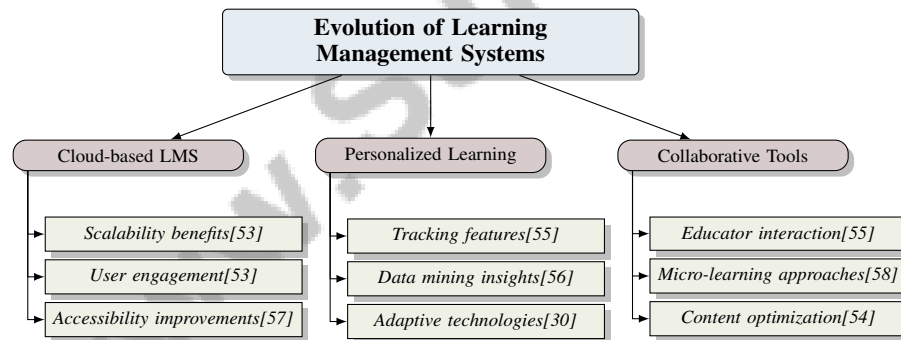 Evolution of Learning
Management Systems
Cloud-based LMS
Personalized Learning
Collaborative Tools
Scalability benefits[53]
User engagement[53]
Accessibility improvements[57]
Tracking features[55]
Data mining insights[56]
Adaptive technologies[30]
Educator interaction[55]
Micro-learning approaches[58]
Content optimization[54]